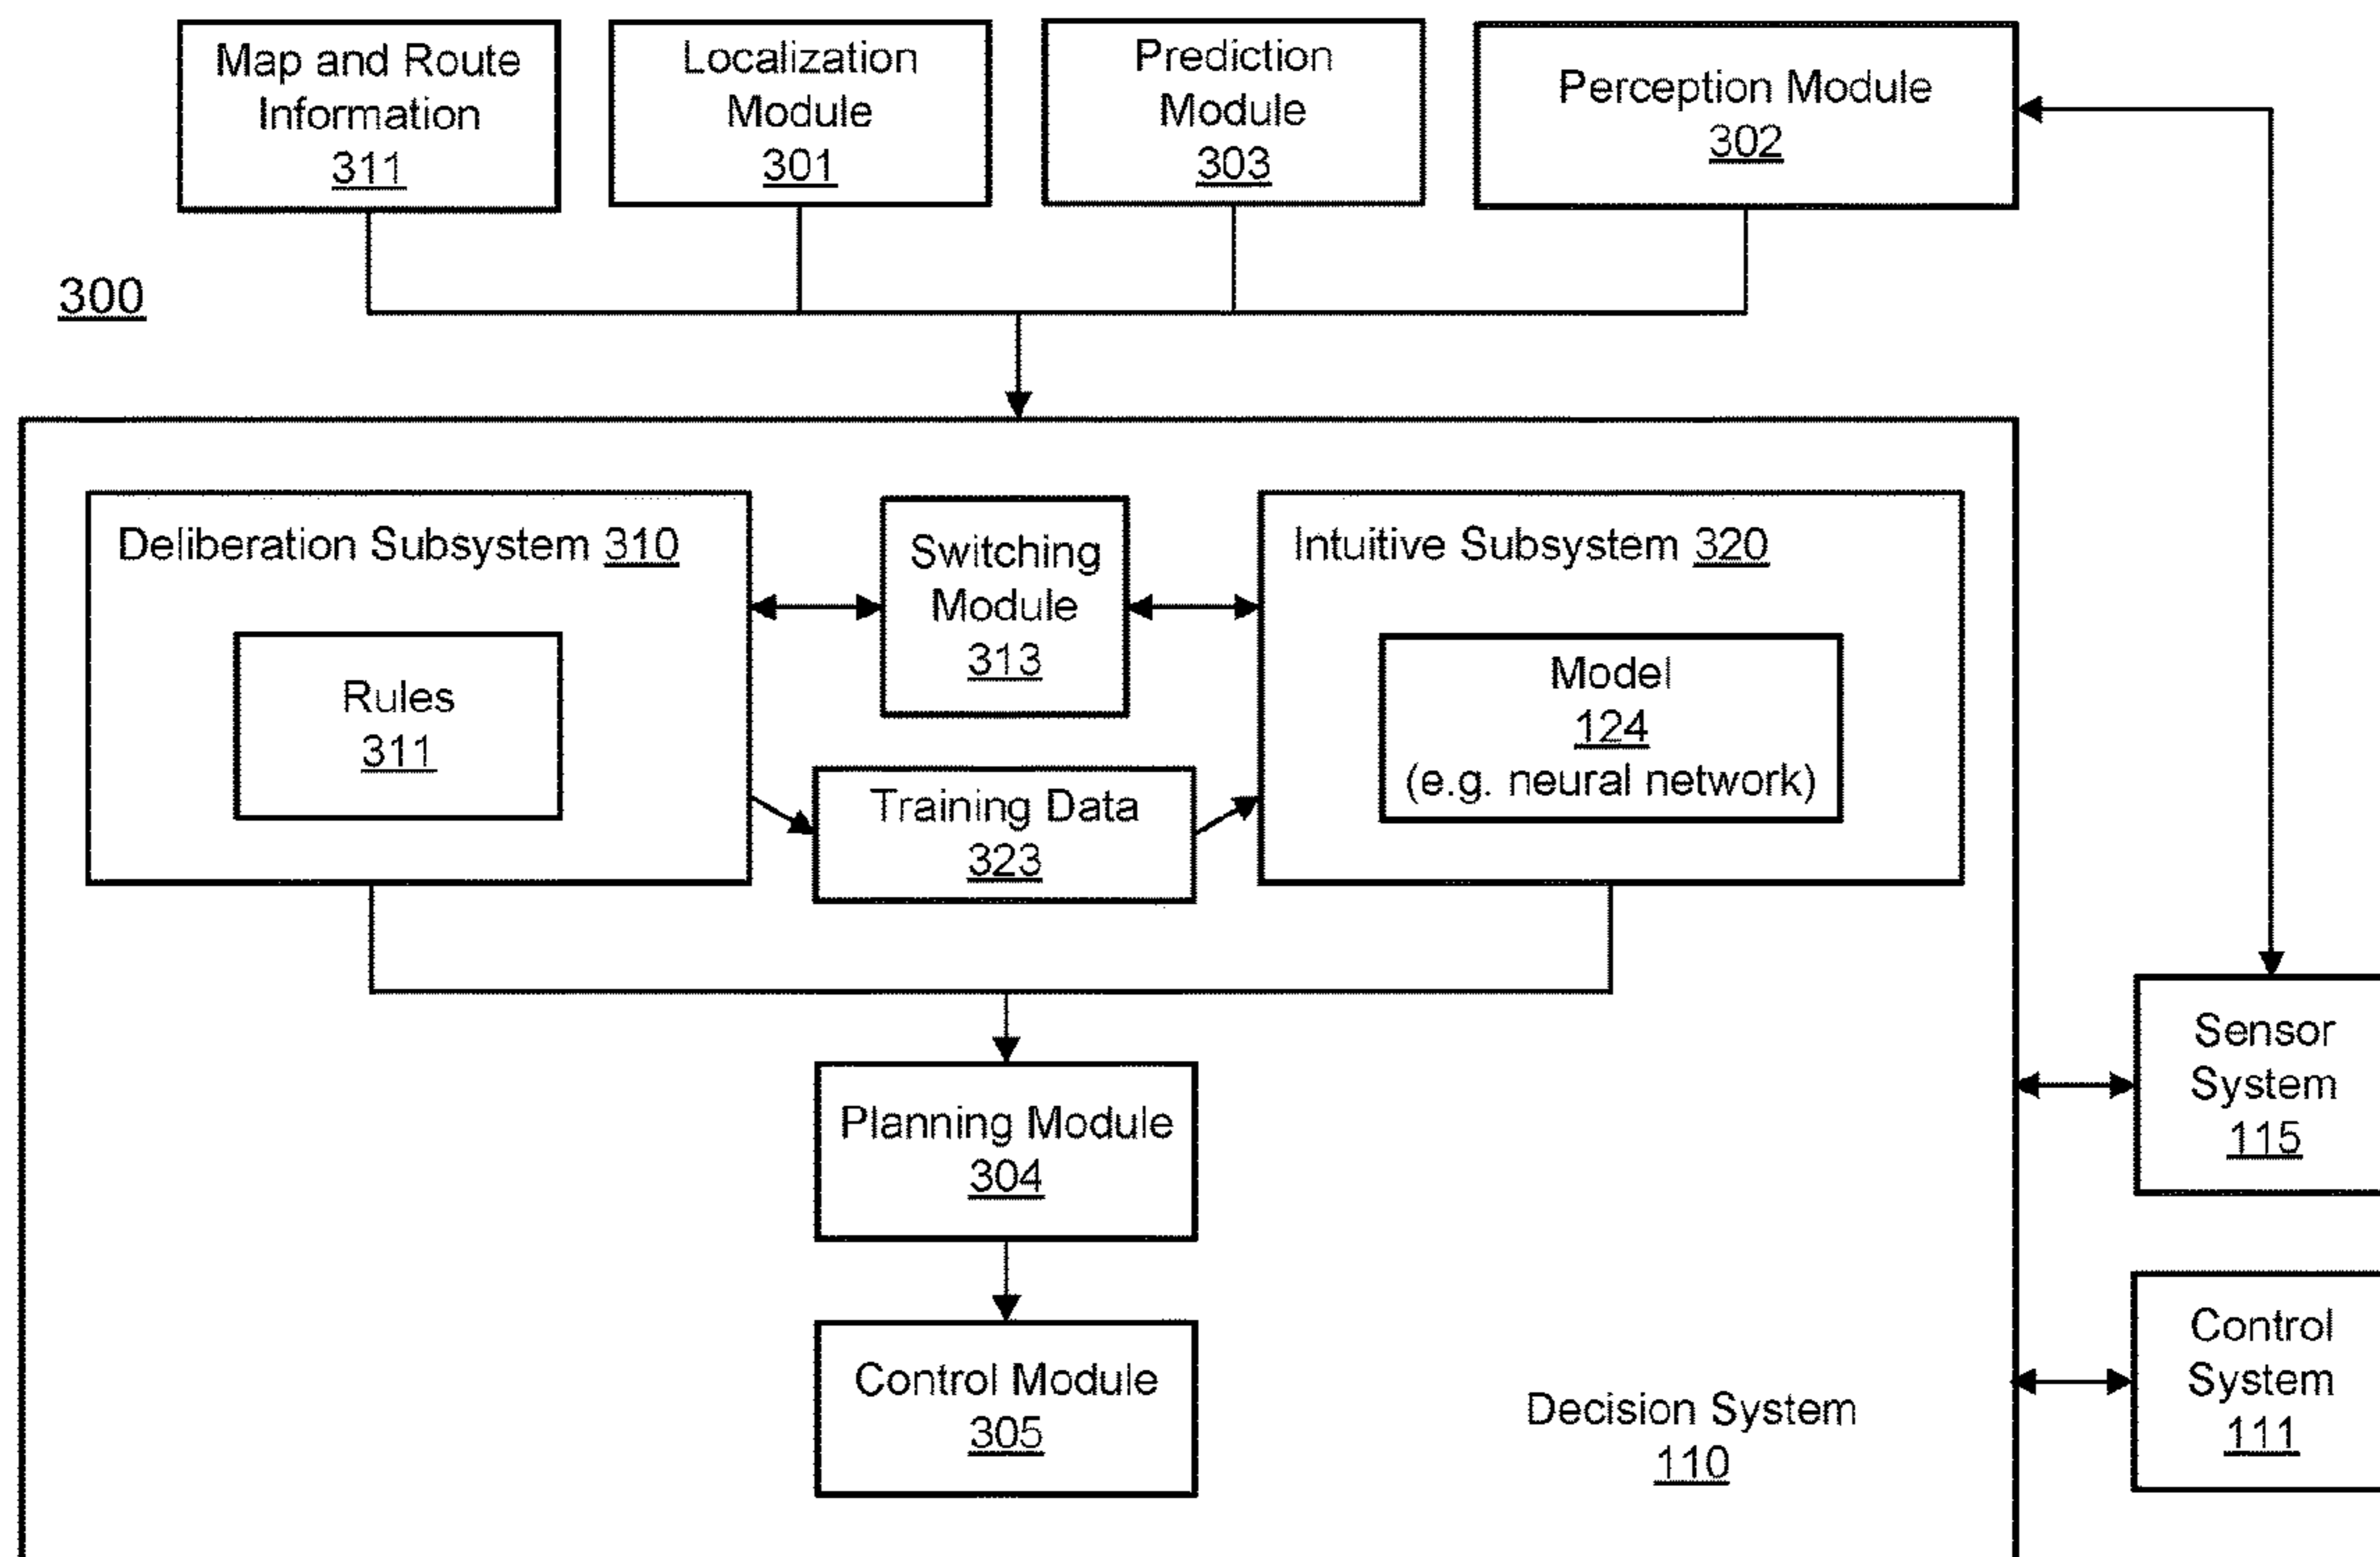 Map and Route
Information
311
Localization
Module
301
Prediction
Module
303
Perception Module
302
300
Deliberation Subsystem 310
Rules
311
Switching
Module
313
Training Data
323
Intuitive Subsystem 320
Model
124
(e.g. neural network)
Planning Module
304
Control Module
305
Decision System
110
Sensor
System
115
Control
System
111